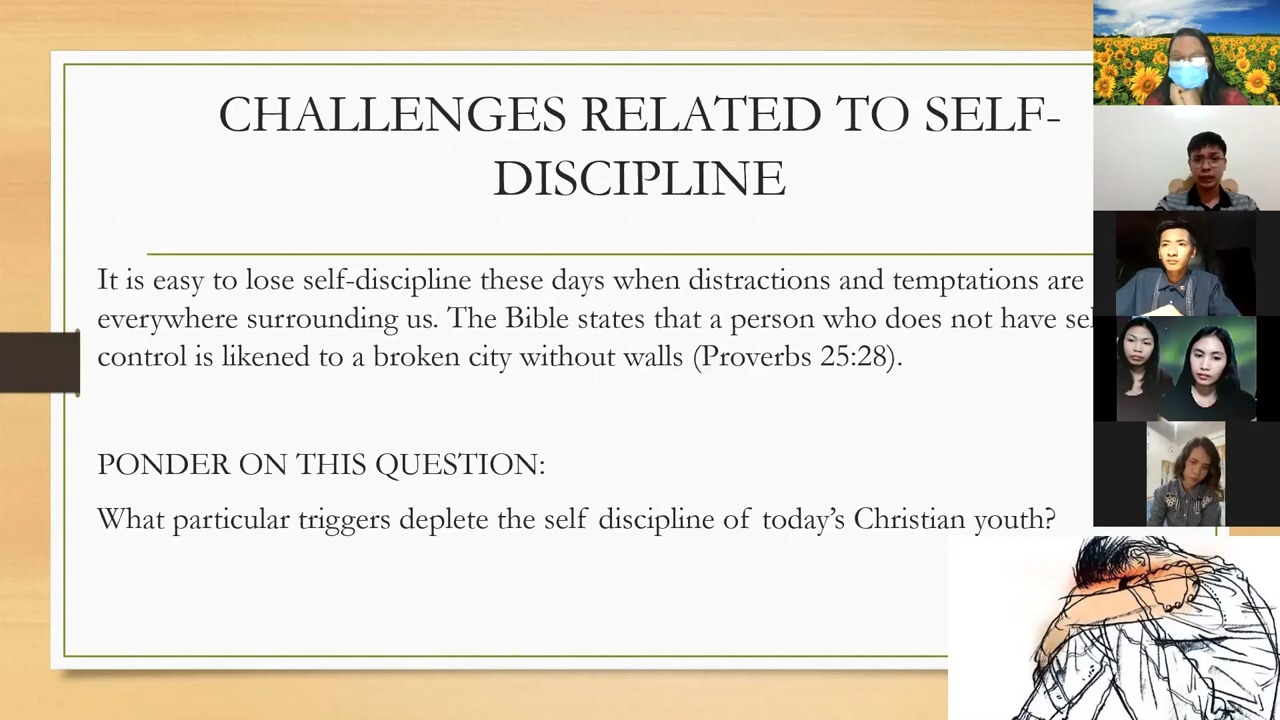 CHALLENGES RELATED TO SELF-
DISCIPLINE
It is easy to lose self-discipline these days when distractions and temptations are
everywhere surrounding us. The Bible states that a person who does not have
control is likened to a broken city without walls (Proverbs 25:28).
PONDER ON THIS QUESTION:
What particular triggers deplete the self discipline of today’s Christian youth?